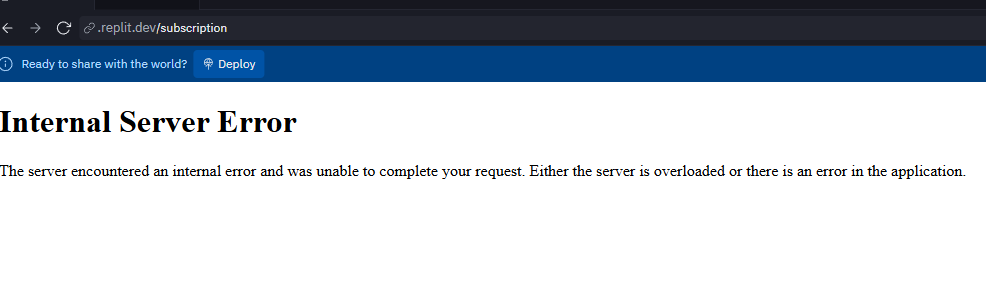 .replit.dev/subscription
Ready to share with the world? Deploy
Internal Server Error
The server encountered an internal error and was unable to complete your request. Either the server is overloaded or there is an error in the application.